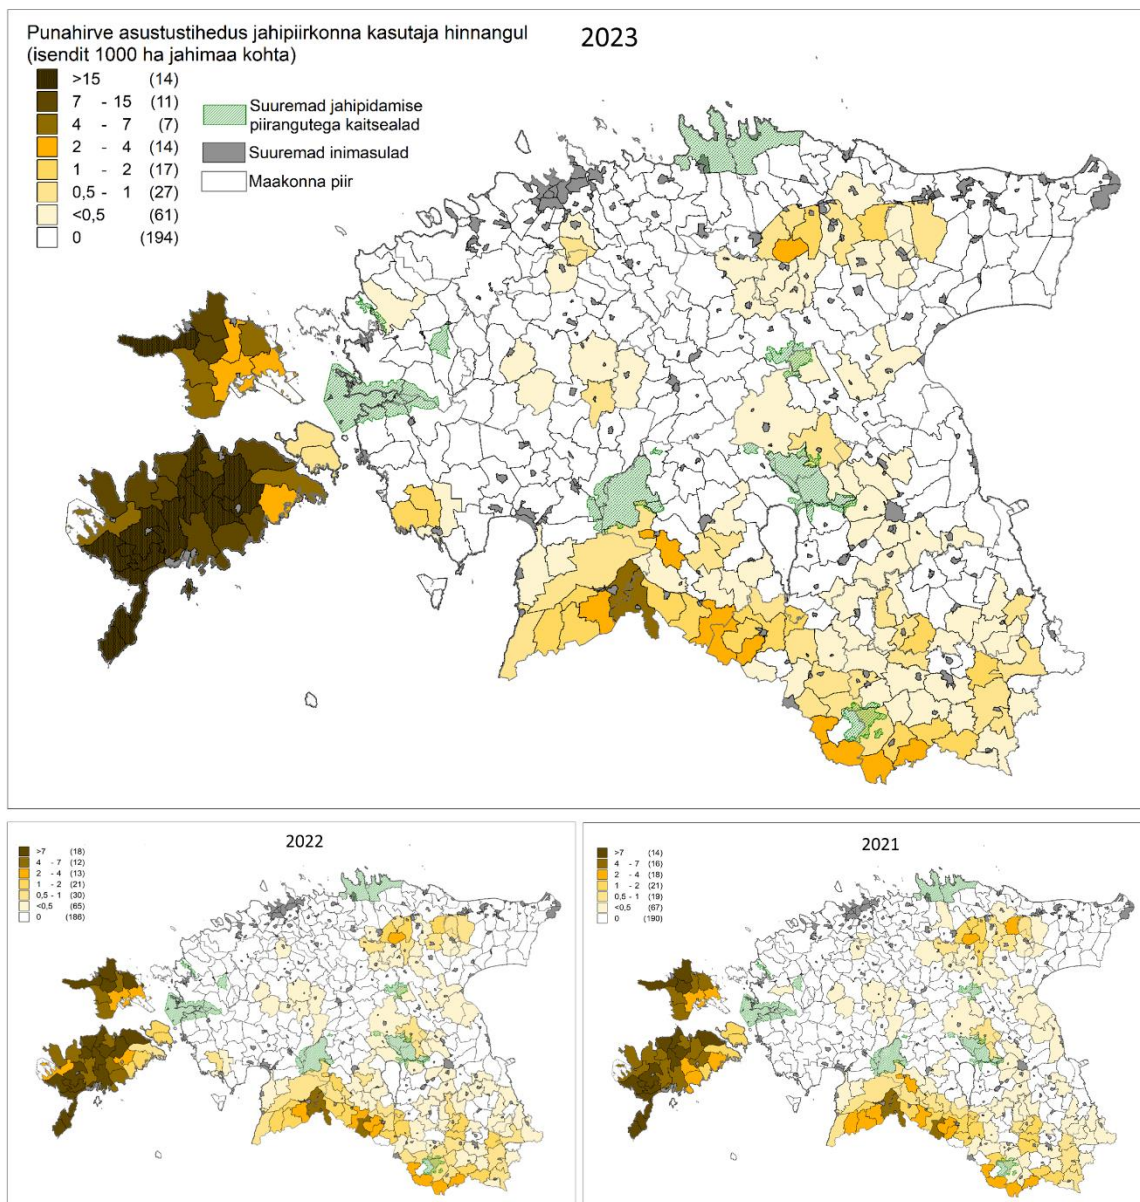 Punahirve asustustihedus jahipiirkonna kasutaja hinnangul
(isendit 1000 ha jahimaa kohta)
2023
>15 (14)
7 - 15 (11)
4 - 7 (7)
2 - 4 (14)
1 - 2 (17)
0,5 - 1 (27)
<0,5 (61)
0 (194)
Suuremad jahipidamise
piirangutega kaitsealad
Suuremad inimasulad
Maakonna piir
2022
>7 (18)
4 - 7 (12)
2 - 4 (13)
1 - 2 (21)
0,5 - 1 (30)
<0,5 (65)
0 (186)
2021
>7 (14)
4 - 7 (16)
2 - 4 (18)
1 - 2 (21)
0,5 - 1 (19)
<0,5 (67)
0 (190)